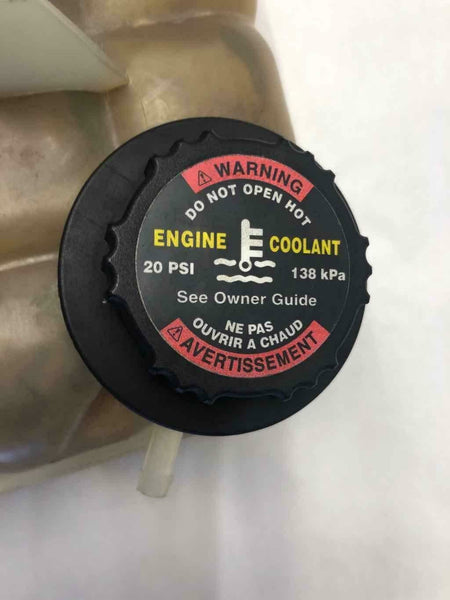 WARNING
DO NOT OPEN HOT
ENGINE COOLANT
20 PSI 138 kPa
See Owner Guide
NE PAS
OUVRIR A CHAUD
AVERTISSEMENT